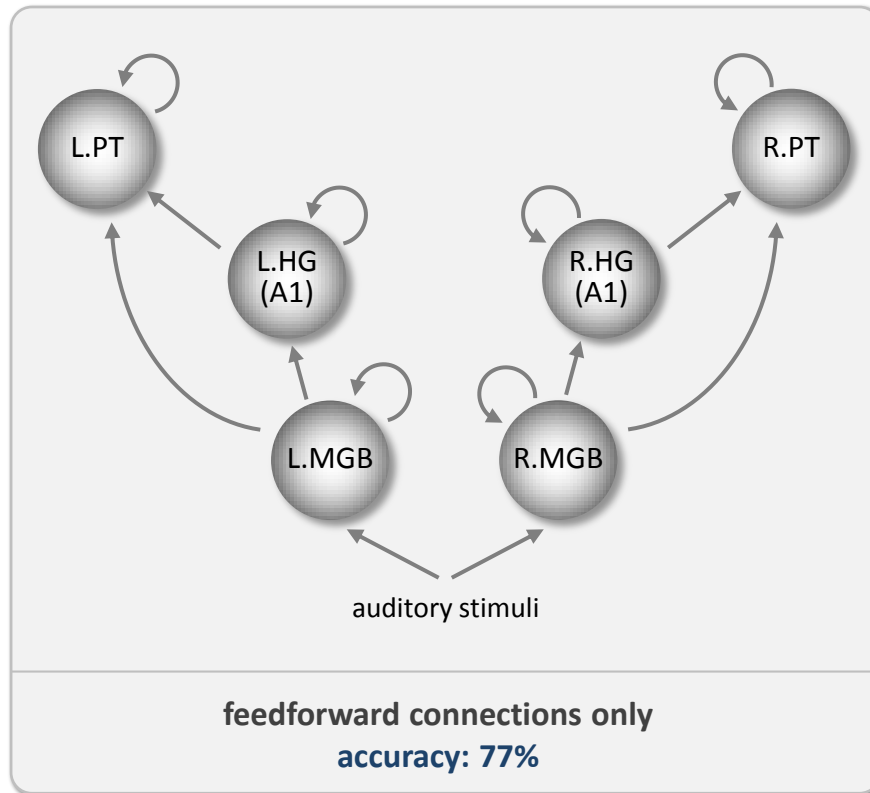 L.PT
R.PT
L.HG
(A1)
R.HG
(A1)
L.MGB
R.MGB
auditory stimuli
feedforward connections only
accuracy: 77%